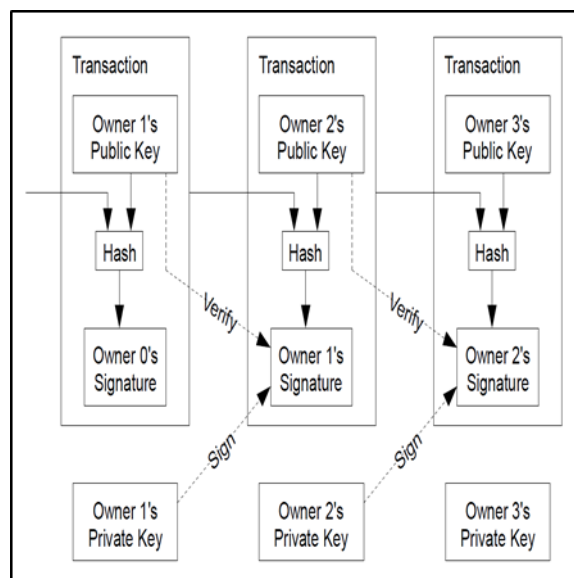 Transaction
Owner 1's
Public Key
Hash
Owner 0's
Signature
Transaction
Owner 2's
Public Key
Hash
Verify
Owner 1's
Signature
Transaction
Owner 3's
Public Key
Hash
Verify
Owner 2's
Signature
Sign
Sign
Owner 1's
Private Key
Owner 2's
Private Key
Owner 3's
Private Key